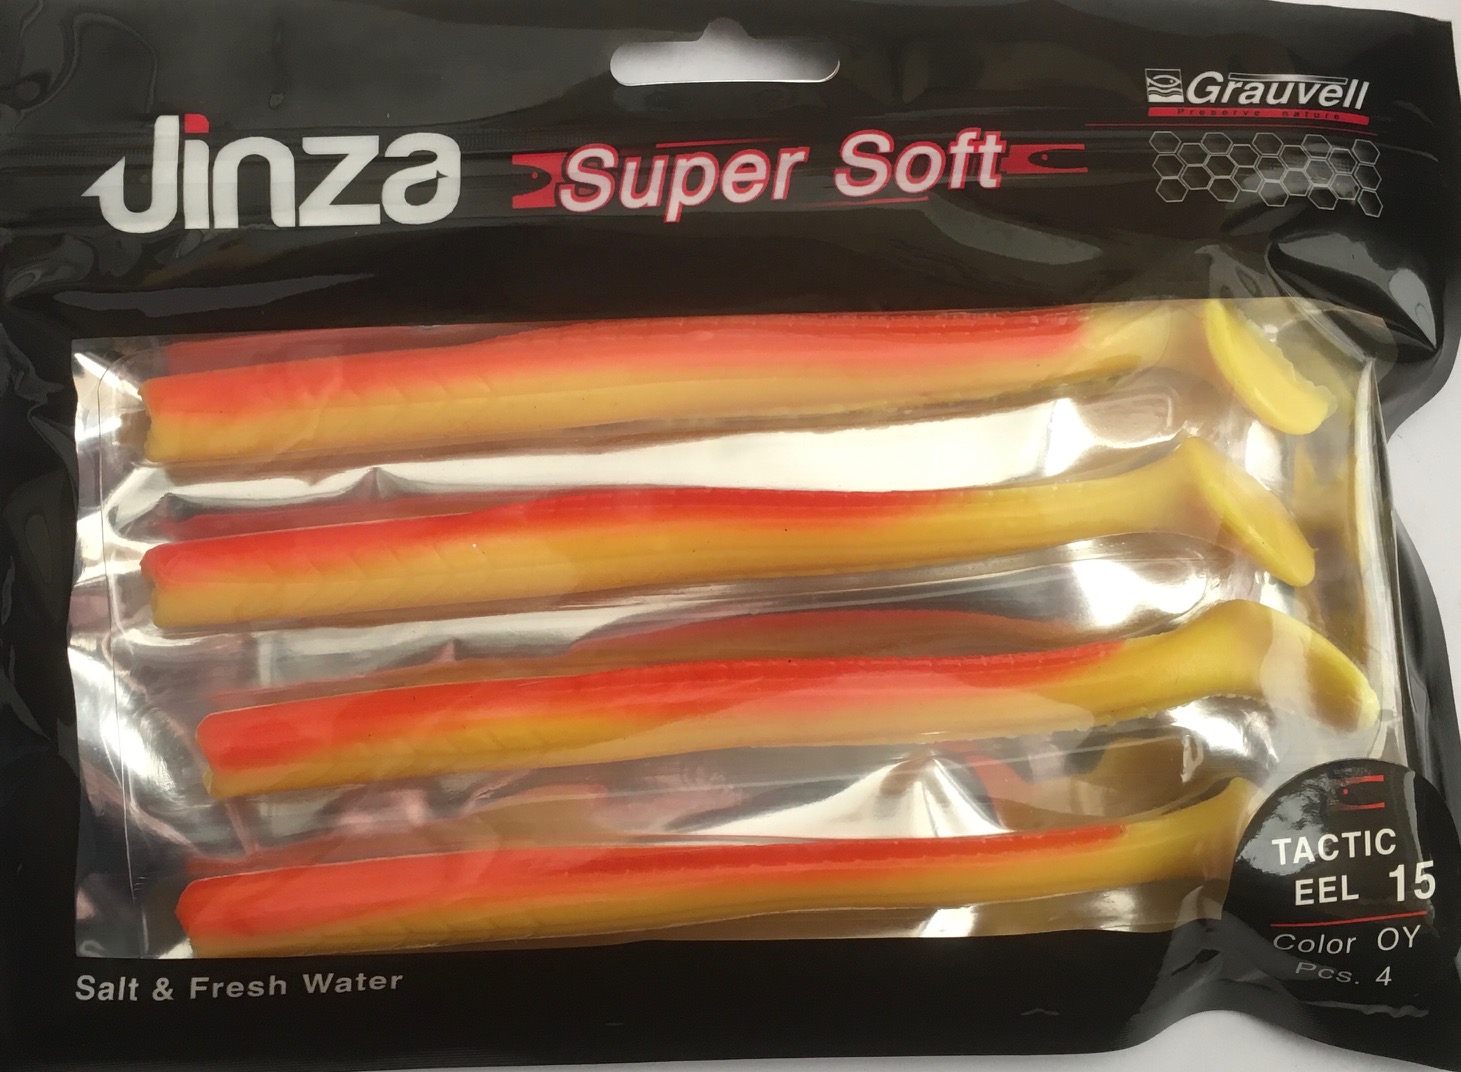 Jinza
Super Soft
Grauvell
Preserve nature
TACTIC
EEL 15
Color OY
Pcs. 4
Salt & Fresh Water